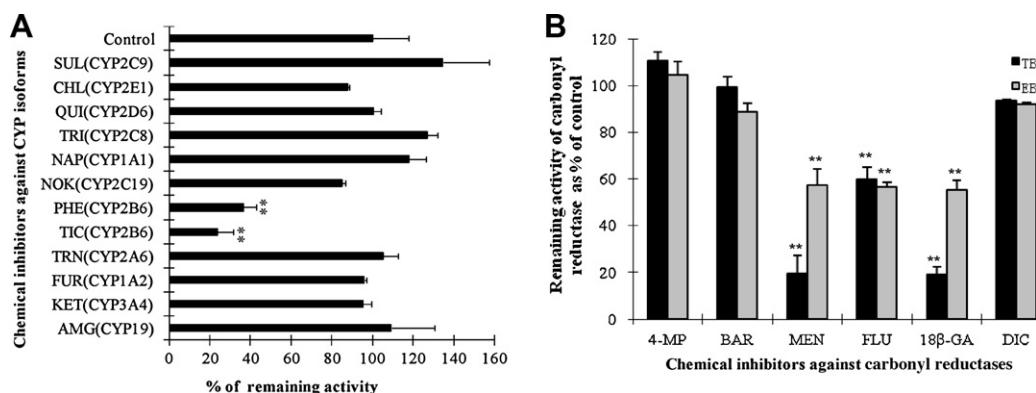 A
Chemical inhibitors against CYP isoforms
Control
SUL(CYP2C9)
CHL(CYP2E1)
QUI(CYP2D6)
TRI(CYP2C8)
NAP(CYP1A1)
NOK(CYP2C19)
PHE(CYP2B6)
**
TIC(CYP2B6)
**
TRN(CYP2A6)
FUR(CYP1A2)
KET(CYP3A4)
AMG(CYP19)
0 20 40 60 80 100 120 140 160
% of remaining activity
B
Remaining activity of carbonyl
reductase as % of control
120
100
80
60
40
20
0
TB
EB
** ** ** ** ** **
4-MP BAR MEN FLU 18β-GA DIC
Chemical inhibitors against carbonyl reductases